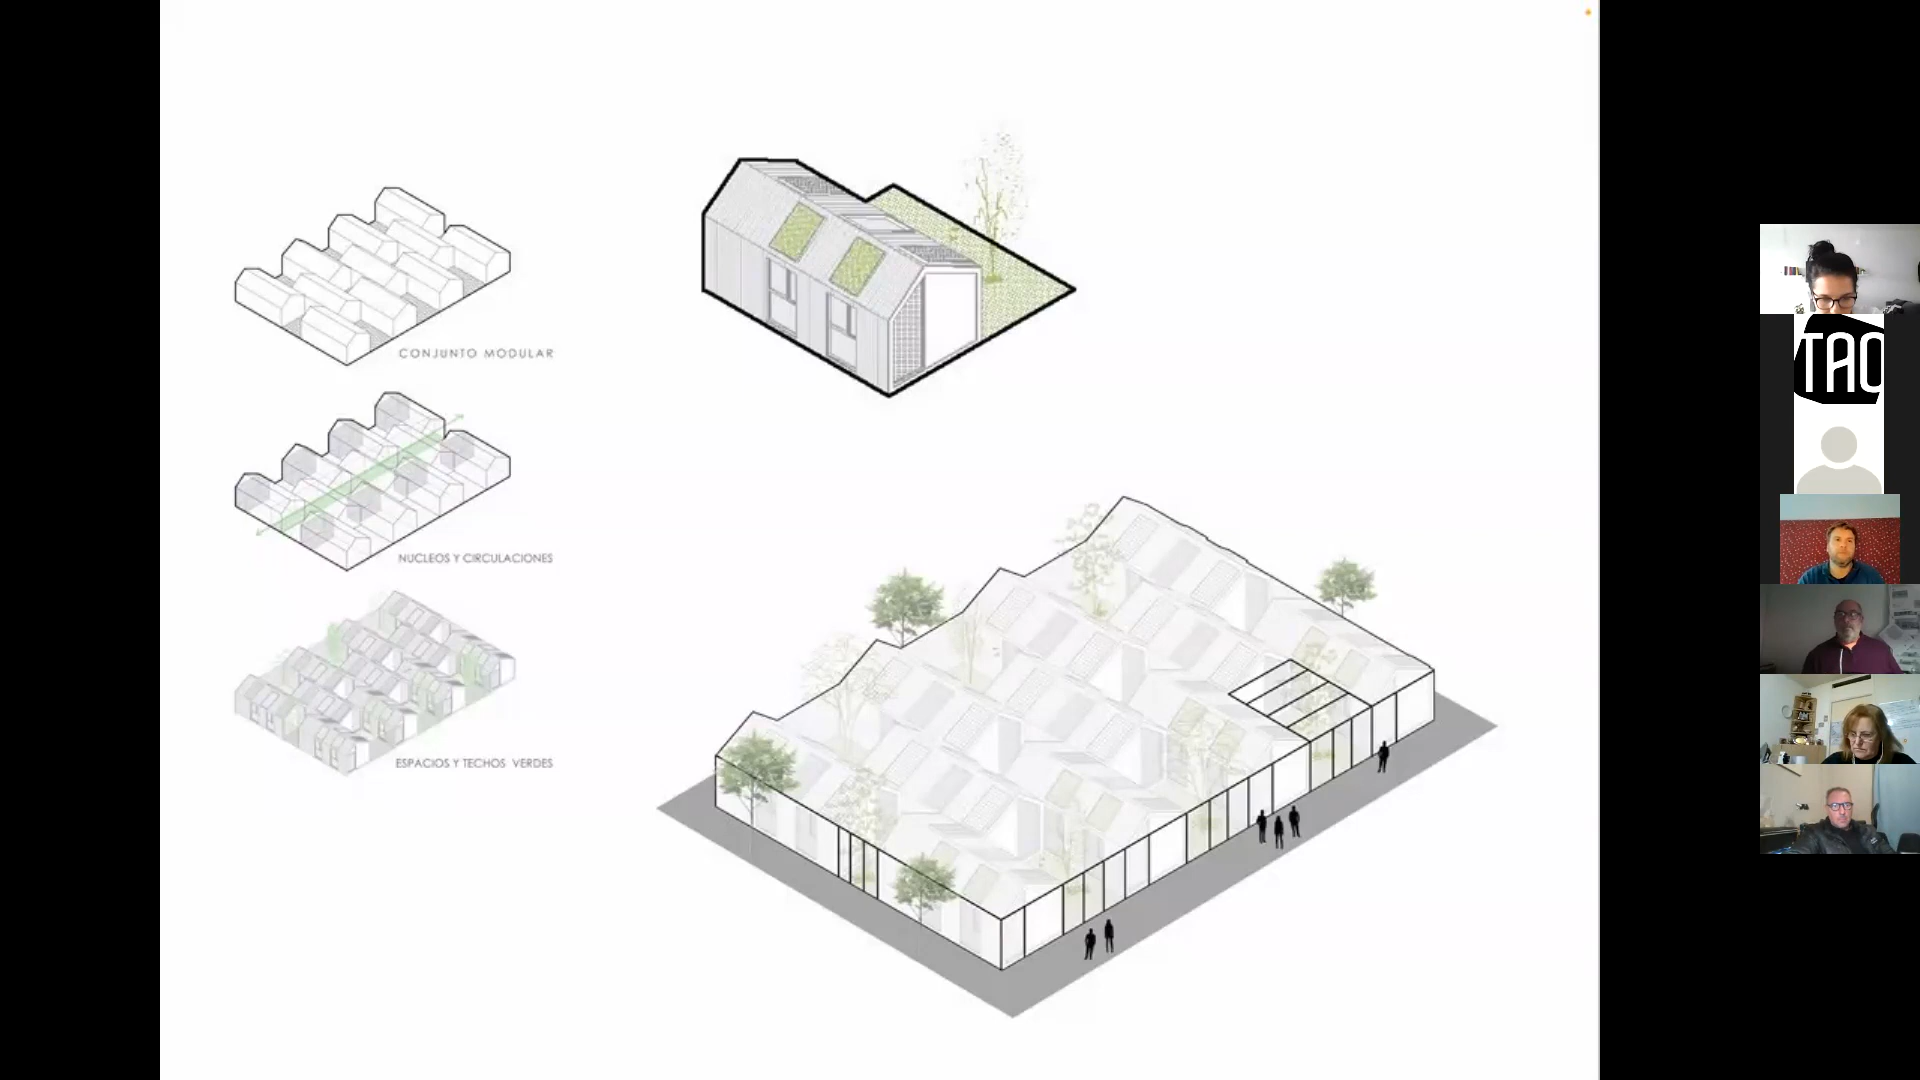 CONJUNTO MODULAR
NUCLEOS Y CIRCULACIONES
ESPACIOS Y TECHOS VERDES
TAO